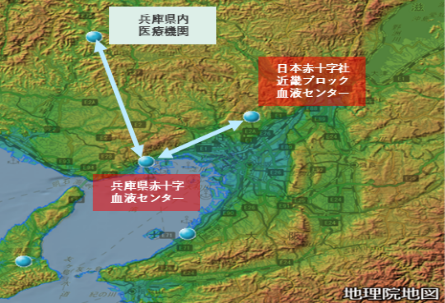 兵庫県内
医療機関
日本赤十字社
近畿ブロック
血液センター
兵庫県赤十字
血液センター
地理院地図